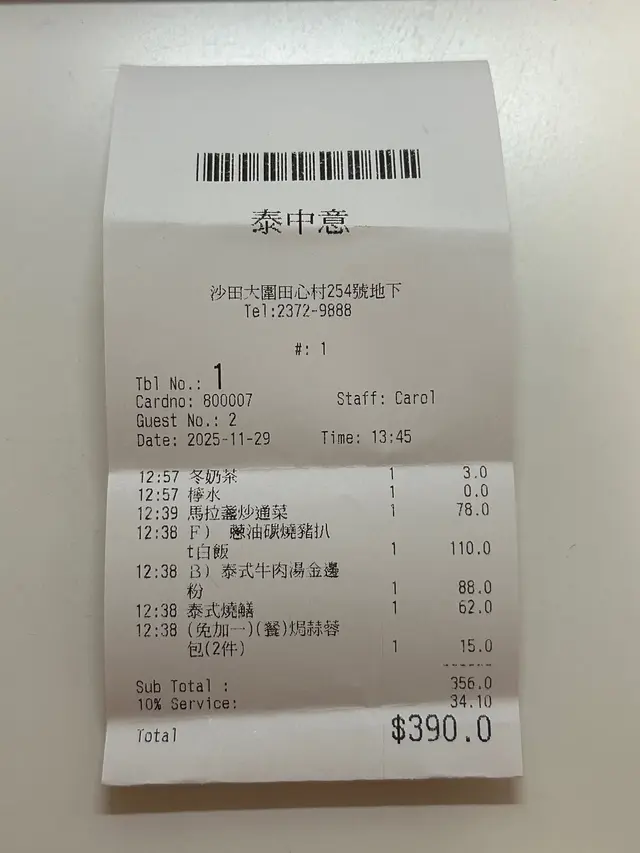 泰中意
沙田大圍田心村254號地下
Tel:2372-9888
#: 1
Tbl No.: 1
Cardno: 800007 Staff: Carol
Guest No.: 2
Date: 2025-11-29 Time: 13:45
12:57 冬奶茶 1 3.0
12:57 檸水 1 0.0
12:39 馬拉盞炒通菜 1 78.0
12:38 F) 蔥油碳燒豬扒
t白飯 1 110.0
12:38 B) 泰式牛肉湯金邊
粉 1 88.0
12:38 泰式燒鱔 1 62.0
12:38 (免加一)(餐)焗蒜蓉
包(2件) 1 15.0
Sub Total : 356.0
10% Service: 34.10
Total $390.0